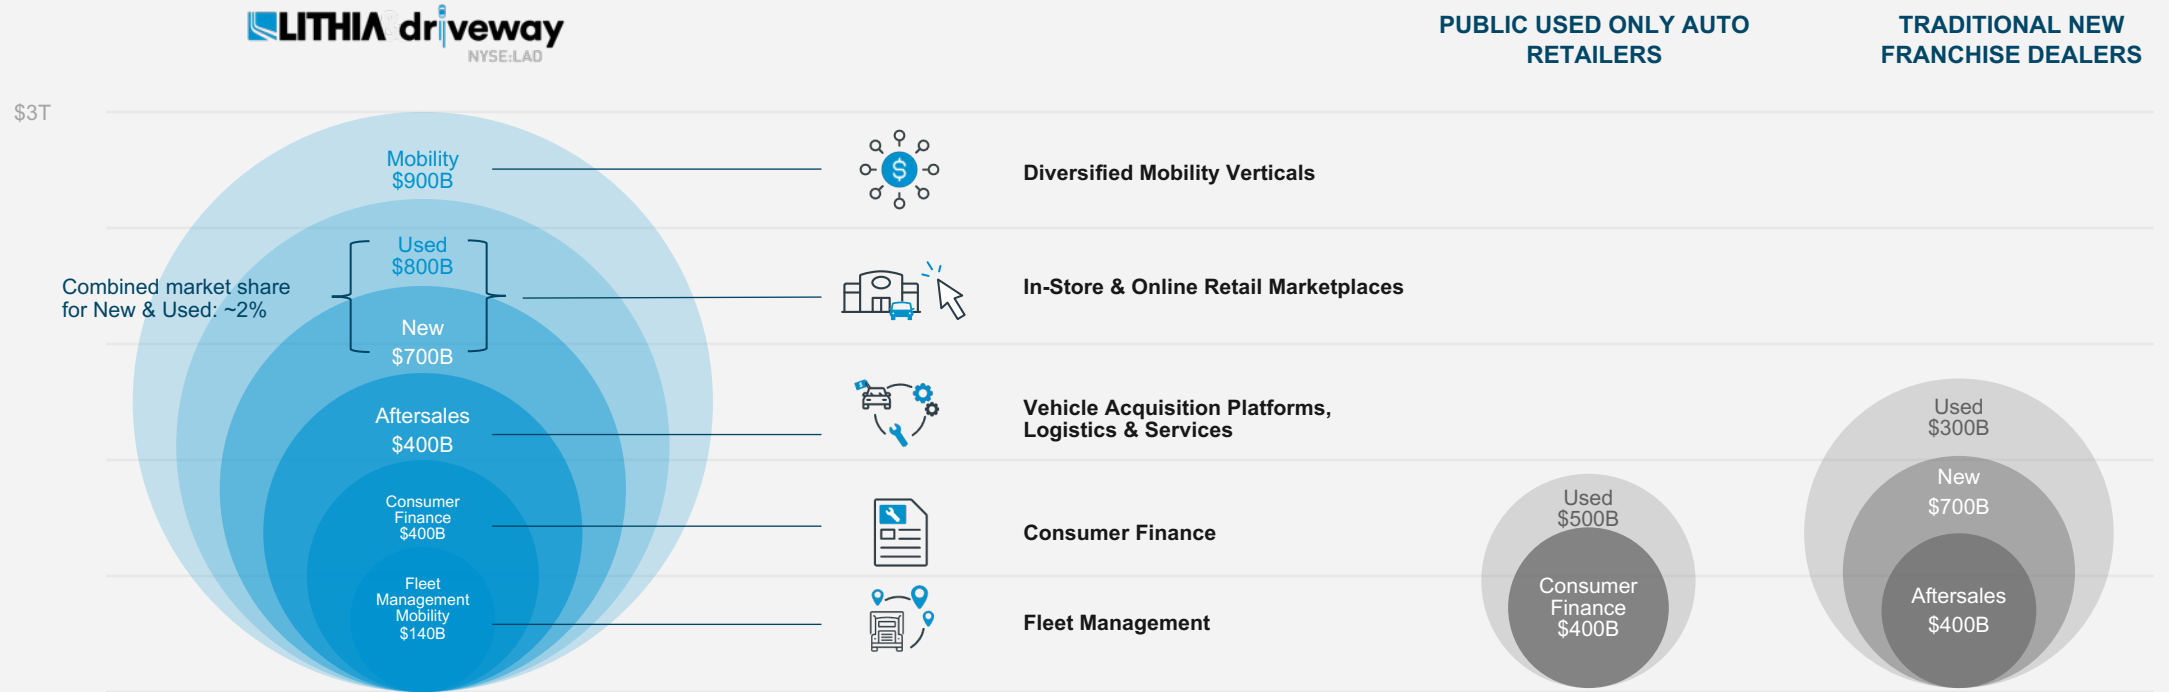 LITHIA driveway
NYSE:LAD
PUBLIC USED ONLY AUTO
RETAILERS
TRADITIONAL NEW
FRANCHISE DEALERS
$3T
Mobility
$900B
Diversified Mobility Verticals
Used
$800B
Combined market share
for New & Used: ~2%
In-Store & Online Retail Marketplaces
New
$700B
Aftersales
$400B
Vehicle Acquisition Platforms,
Logistics & Services
Consumer
Finance
$400B
Consumer Finance
Fleet
Management
Mobility
$140B
Fleet Management
Used
$500B
Consumer
Finance
$400B
Used
$300B
New
$700B
Aftersales
$400B